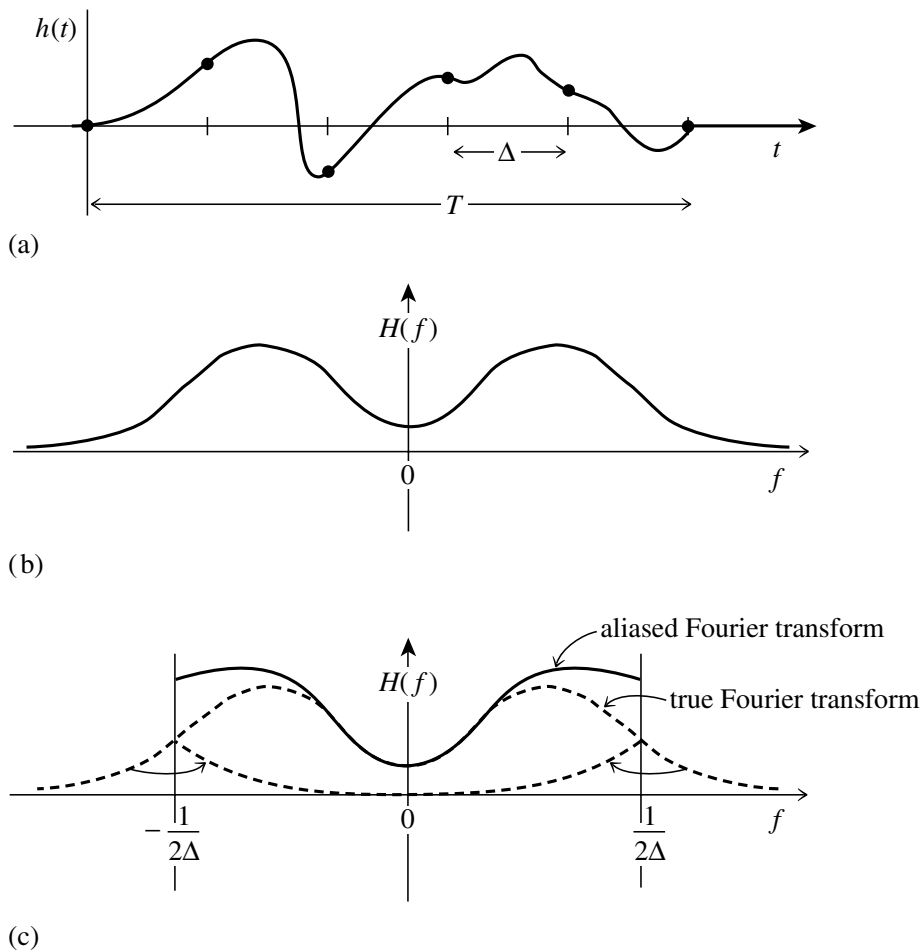 h(t)
Δ
t
T
(a)
H(f)
0
f
(b)
aliased Fourier transform
H(f)
true Fourier transform
0
f
− 1/2Δ
1/2Δ
(c)